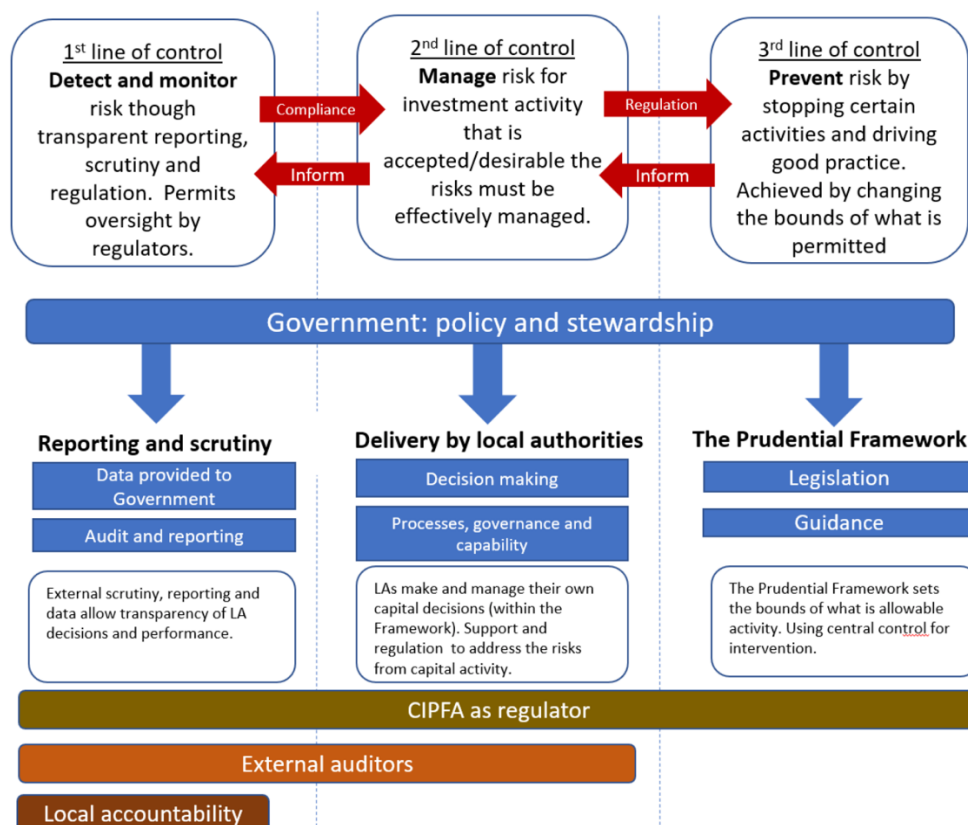 1st line of control
Detect and monitor
risk though
transparent reporting,
scrutiny and
regulation. Permits
oversight by
regulators.
Compliance
Inform
2nd line of control
Manage risk for
investment activity
that is
accepted/desirable the
risks must be
effectively managed.
Regulation
Inform
3rd line of control
Prevent risk by
stopping certain
activities and driving
good practice.
Achieved by changing
the bounds of what is
permitted
Government: policy and stewardship
Reporting and scrutiny
Data provided to
Government
Audit and reporting
External scrutiny, reporting and
data allow transparency of LA
decisions and performance.
Delivery by local authorities
Decision making
Processes, governance and
capability
LAs make and manage their own
capital decisions (within the
Framework). Support and
regulation to address the risks
from capital activity.
The Prudential Framework
Legislation
Guidance
The Prudential Framework sets
the bounds of what is allowable
activity. Using central control for
intervention.
CIPFA as regulator
External auditors
Local accountability